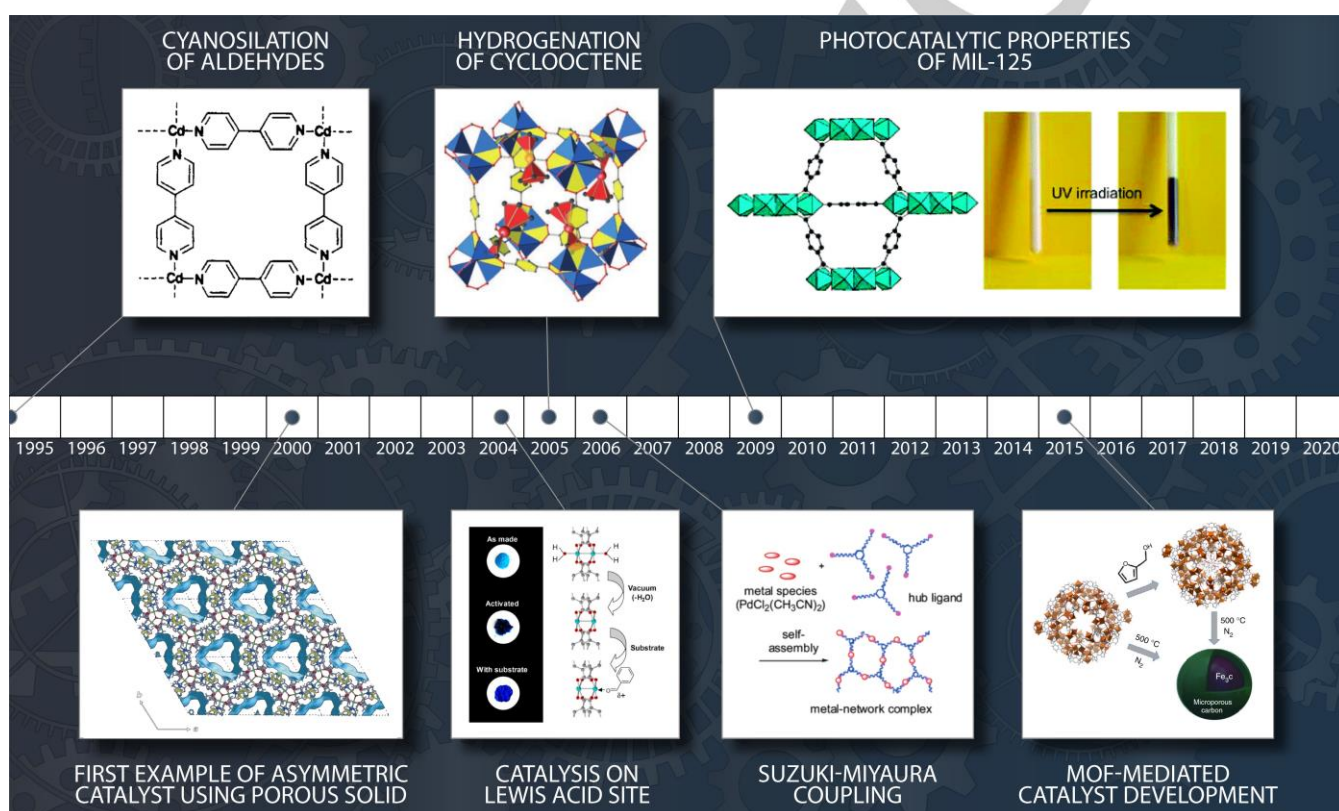 CYANOSILATION
OF ALDEHYDES
HYDROGENATION
OF CYCLOOCTENE
PHOTOCATALYTIC PROPERTIES
OF MIL-125
Cd N N Cd
N N
N N
Cd N N Cd
UV irradiation
1995 1996 1997 1998 1999 2000 2001 2002 2003 2004 2005 2006 2007 2008 2009 2010 2011 2012 2013 2014 2015 2016 2017 2018 2019 2020
As made
Activated
With substrate
H H
H H
Vacuum
(-H₂O)
Substrate
δ+
metal species
(PdCl₂(CH₃CN)₂)
+
hub ligand
self-
assembly
metal-network complex
OH
O
500 °C
N₂
500 °C
N₂
Fe₃c
Microporous
carbon
FIRST EXAMPLE OF ASYMMETRIC
CATALYST USING POROUS SOLID
CATALYSIS ON
LEWIS ACID SITE
SUZUKI-MIYAURA
COUPLING
MOF-MEDIATED
CATALYST DEVELOPMENT